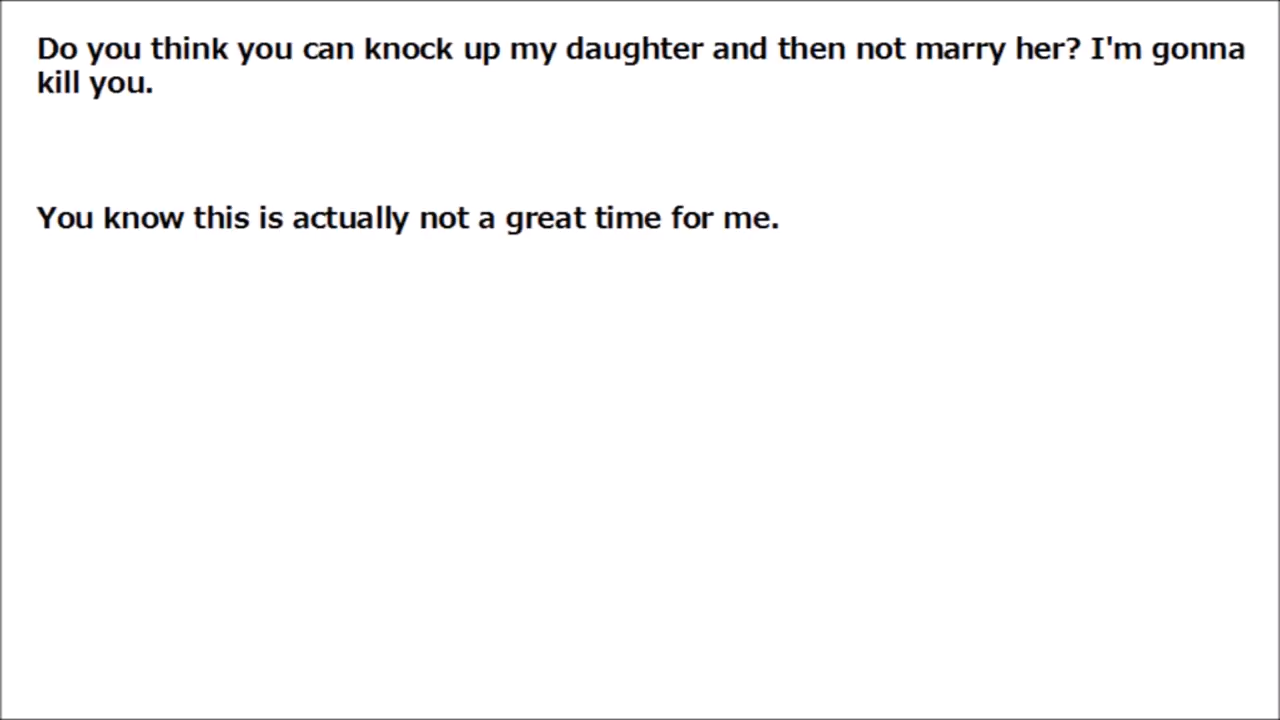 Do you think you can knock up my daughter and then not marry her? I'm gonna
kill you.
You know this is actually not a great time for me.